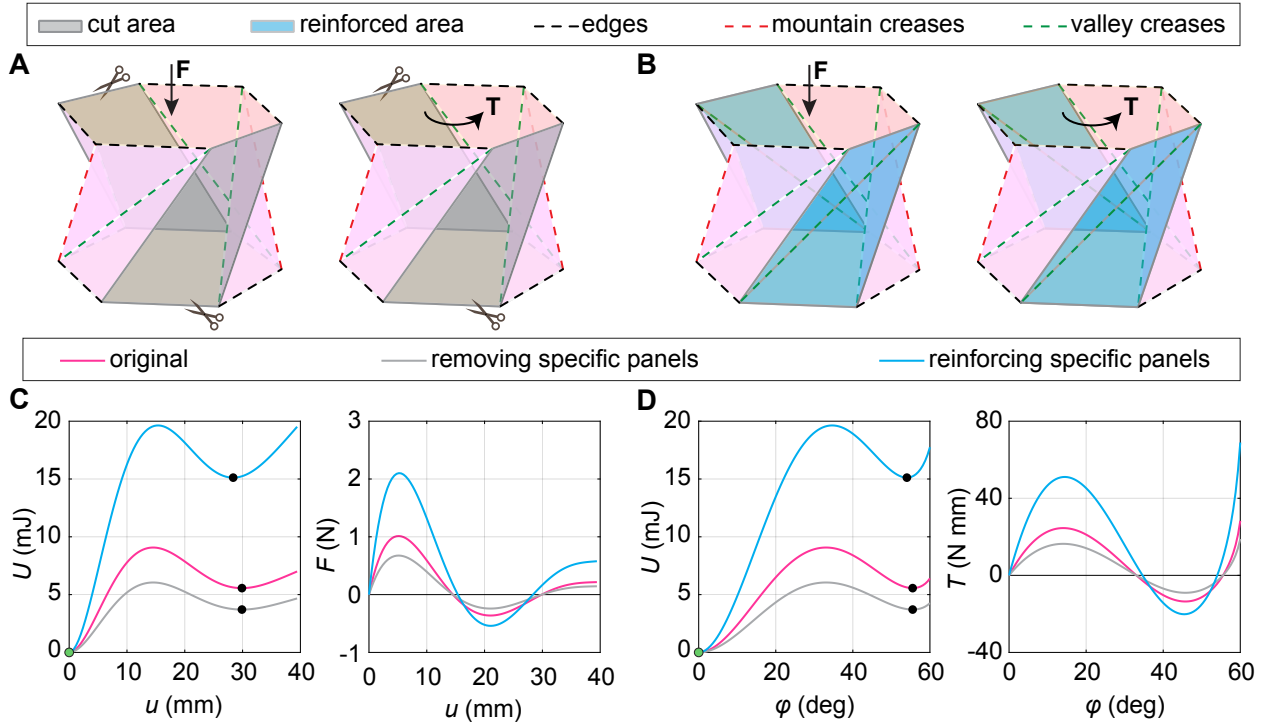 cut area reinforced area edges mountain creases valley creases
A
F
T
B
F
T
original removing specific panels reinforcing specific panels
C
20
15
10
5
0
U (mJ)
0 10 20 30 40
u (mm)
3
2
1
0
-1
F (N)
0 10 20 30 40
u (mm)
D
20
15
10
5
0
U (mJ)
0 20 40 60
φ (deg)
80
40
0
-40
T (N mm)
0 20 40 60
φ (deg)